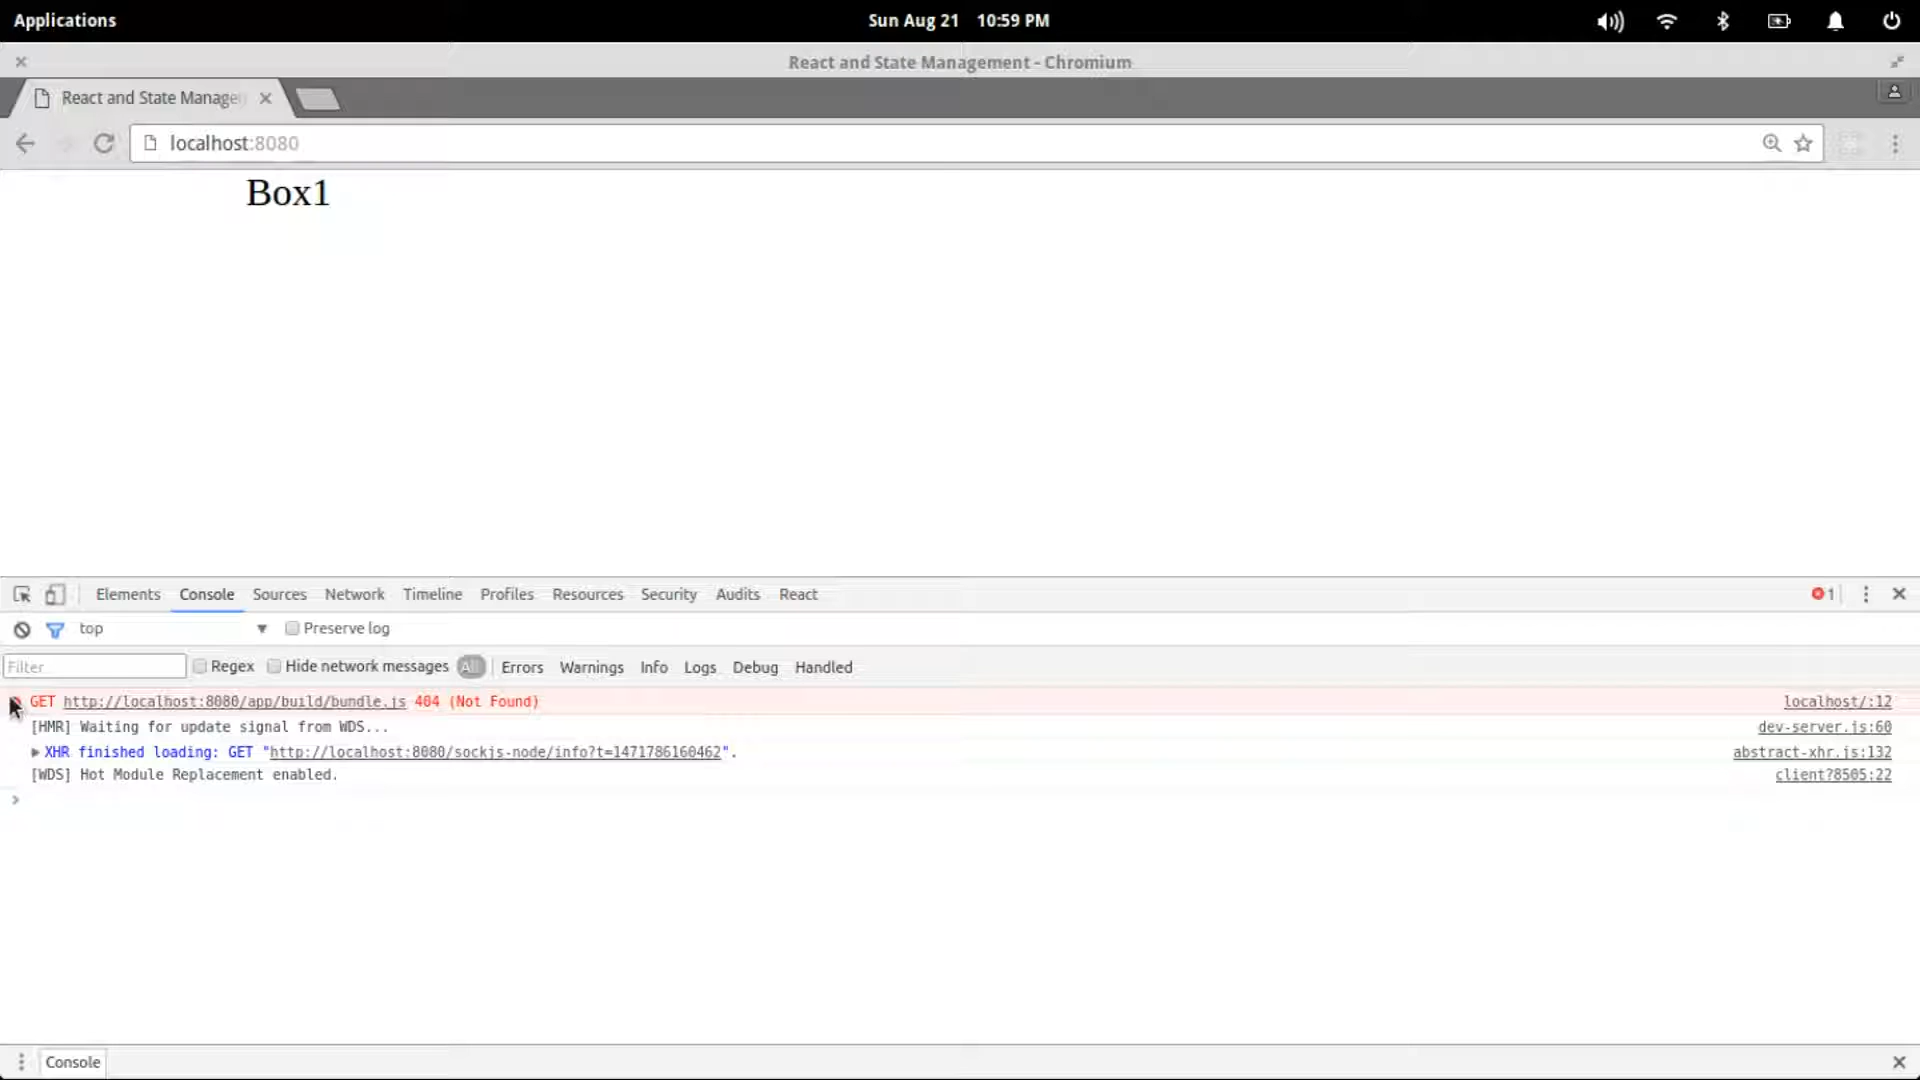 Applications
Sun Aug 21 10:59 PM
React and State Management - Chromium
React and State Manage
localhost:8080
Box1
Elements Console Sources Network Timeline Profiles Resources Security Audits React 1
top Preserve log
Filter Regex Hide network messages All Errors Warnings Info Logs Debug Handled
GET http://localhost:8080/app/build/bundle.js 404 (Not Found) localhost/:12
[HMR] Waiting for update signal from WDS... dev-server.js:60
XHR finished loading: GET "http://localhost:8080/sockjs-node/info?t=1471786160462". abstract-xhr.js:132
[WDS] Hot Module Replacement enabled. client?8505:22
Console